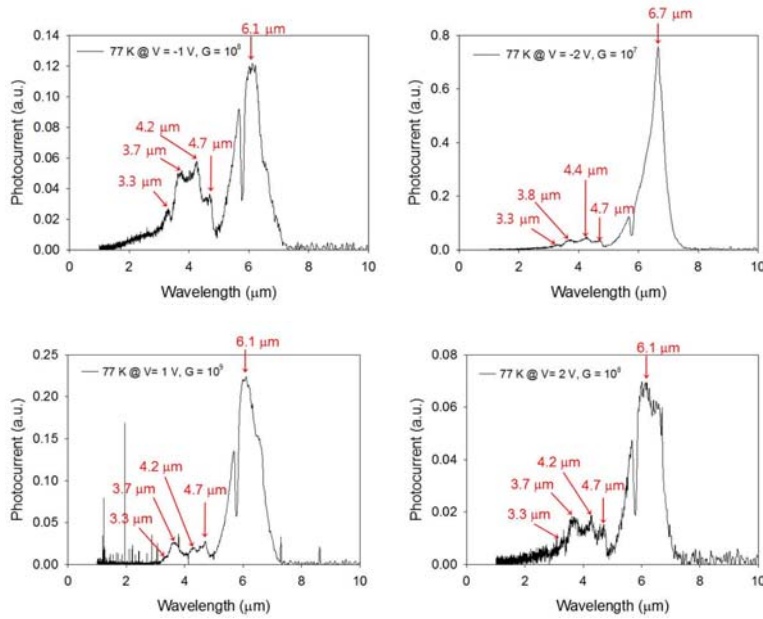 6.1 μm
77 K @ V = -1 V, G = 10⁸
4.2 μm
3.7 μm
4.7 μm
3.3 μm
0.14
0.12
0.10
0.08
0.06
0.04
0.02
0.00
Photocurrent (a.u.)
0 2 4 6 8 10
Wavelength (μm)
6.7 μm
77 K @ V = -2 V, G = 10⁷
4.4 μm
3.8 μm
3.3 μm
4.7 μm
0.8
0.6
0.4
0.2
0.0
Photocurrent (a.u.)
0 2 4 6 8 10
Wavelength (μm)
6.1 μm
77 K @ V= 1 V, G = 10⁹
4.2 μm
3.7 μm
4.7 μm
3.3 μm
0.25
0.20
0.15
0.10
0.05
0.00
Photocurrent (a.u.)
0 2 4 6 8 10
Wavelength (μm)
6.1 μm
77 K @ V= 2 V, G = 10⁸
4.2 μm
3.7 μm
4.7 μm
3.3 μm
0.08
0.06
0.04
0.02
0.00
Photocurrent (a.u.)
0 2 4 6 8 10
Wavelength (μm)